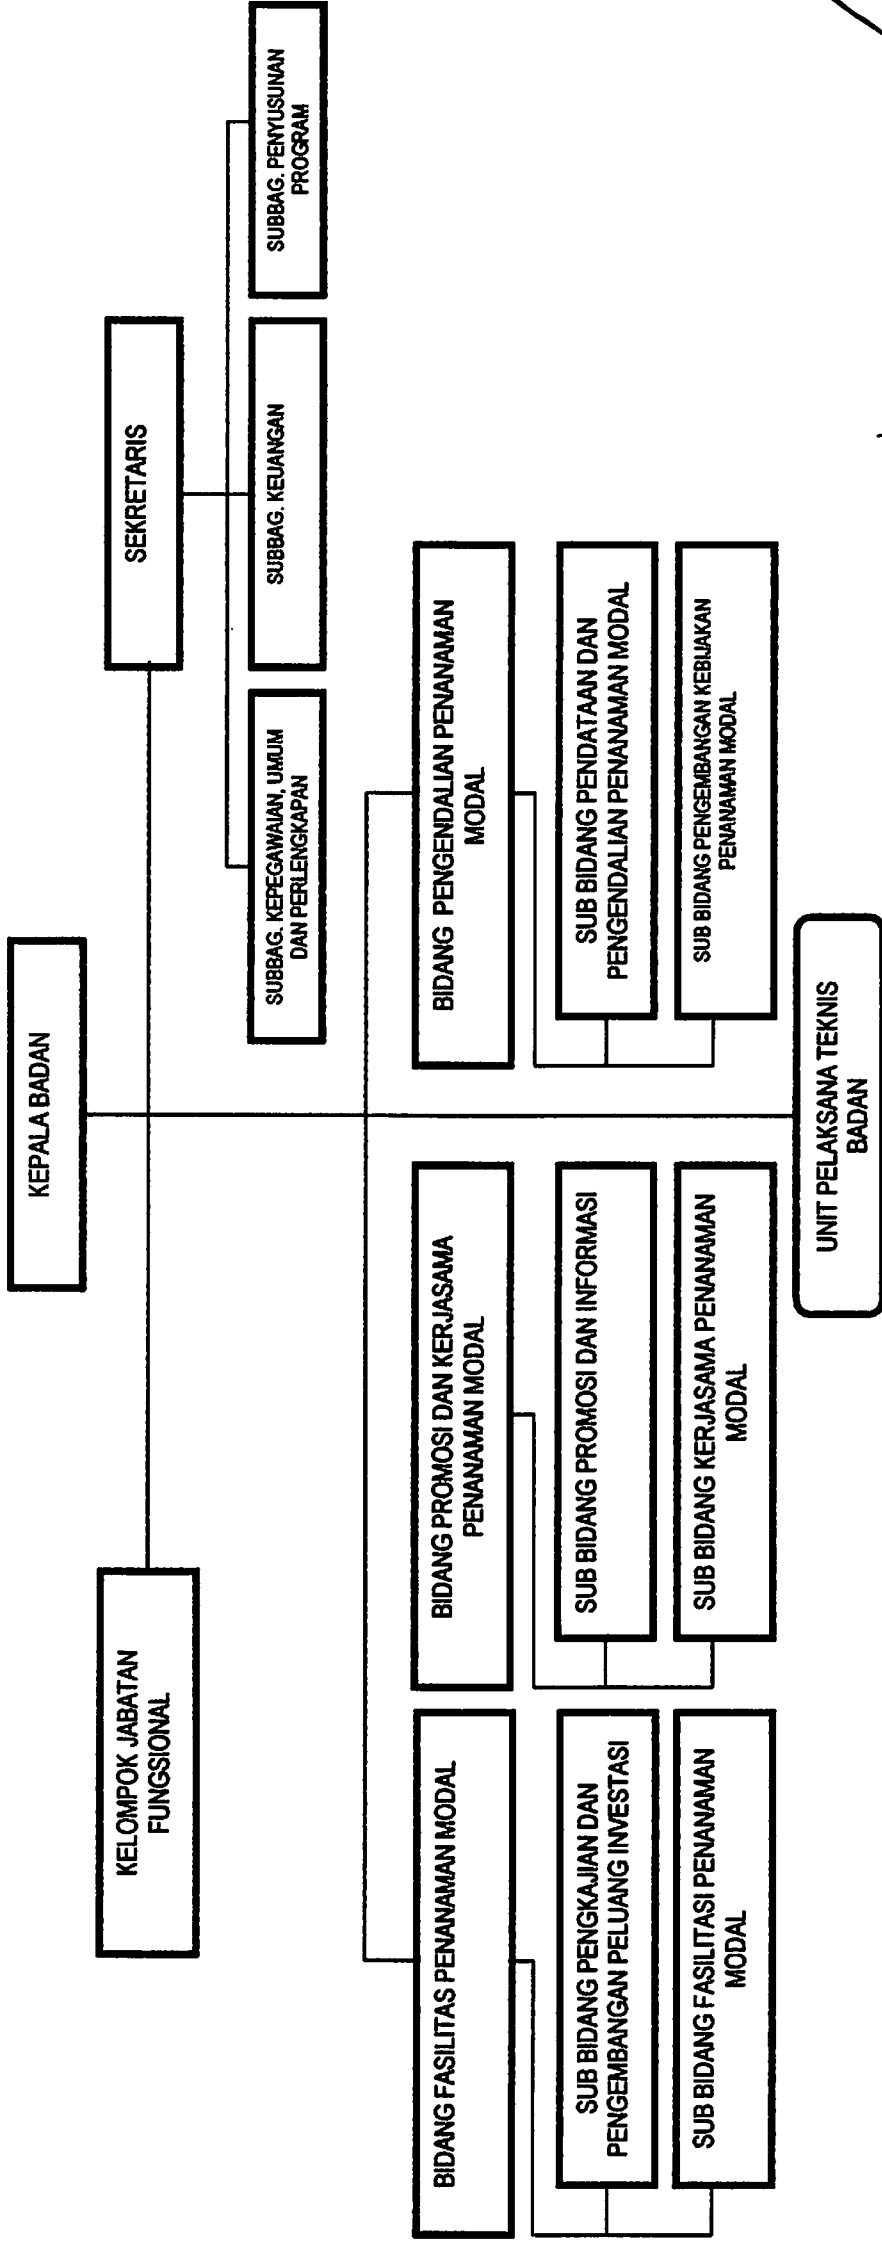 KEPALA BADAN
KELOMPOK JABATAN
FUNGSIONAL
SEKRETARIS
SUBBAG. KEPEGAWAIAN, UMUM
DAN PERLENGKAPAN
SUBBAG. KEUANGAN
SUBBAG. PENYUSUNAN
PROGRAM
BIDANG FASILITAS PENANAMAN MODAL
SUB BIDANG PENGKAJIAN DAN
PENGEMBANGAN PELUANG INVESTASI
SUB BIDANG FASILITASI PENANAMAN
MODAL
BIDANG PROMOSI DAN KERJASAMA
PENANAMAN MODAL
SUB BIDANG PROMOSI DAN INFORMASI
SUB BIDANG KERJASAMA PENANAMAN
MODAL
BIDANG PENGENDALIAN PENANAMAN
MODAL
SUB BIDANG PENDATAAN DAN
PENGENDALIAN PENANAMAN MODAL
SUB BIDANG PENGEMBANGAN KEBIJAKAN
PENANAMAN MODAL
UNIT PELAKSANA TEKNIS
BADAN